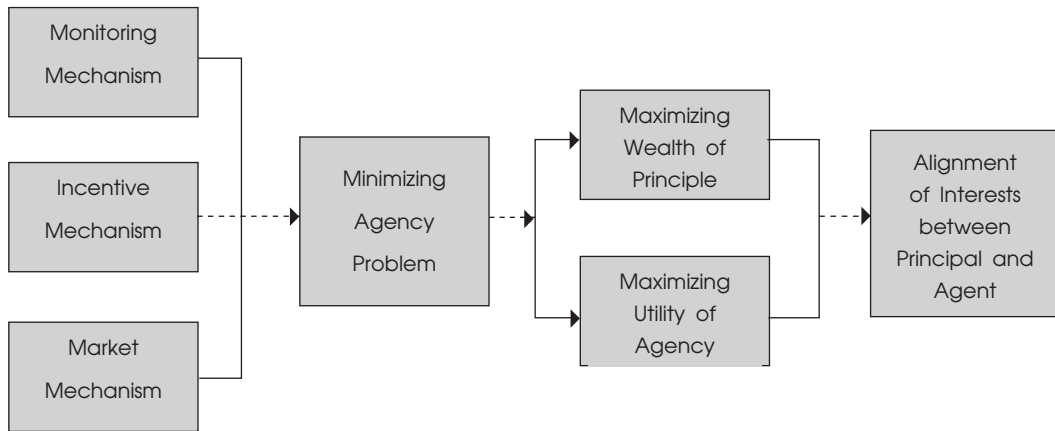 Monitoring
Mechanism
Incentive
Mechanism
Market
Mechanism
Minimizing
Agency
Problem
Maximizing
Wealth of
Principle
Maximizing
Utility of
Agency
Alignment
of Interests
between
Principal and
Agent